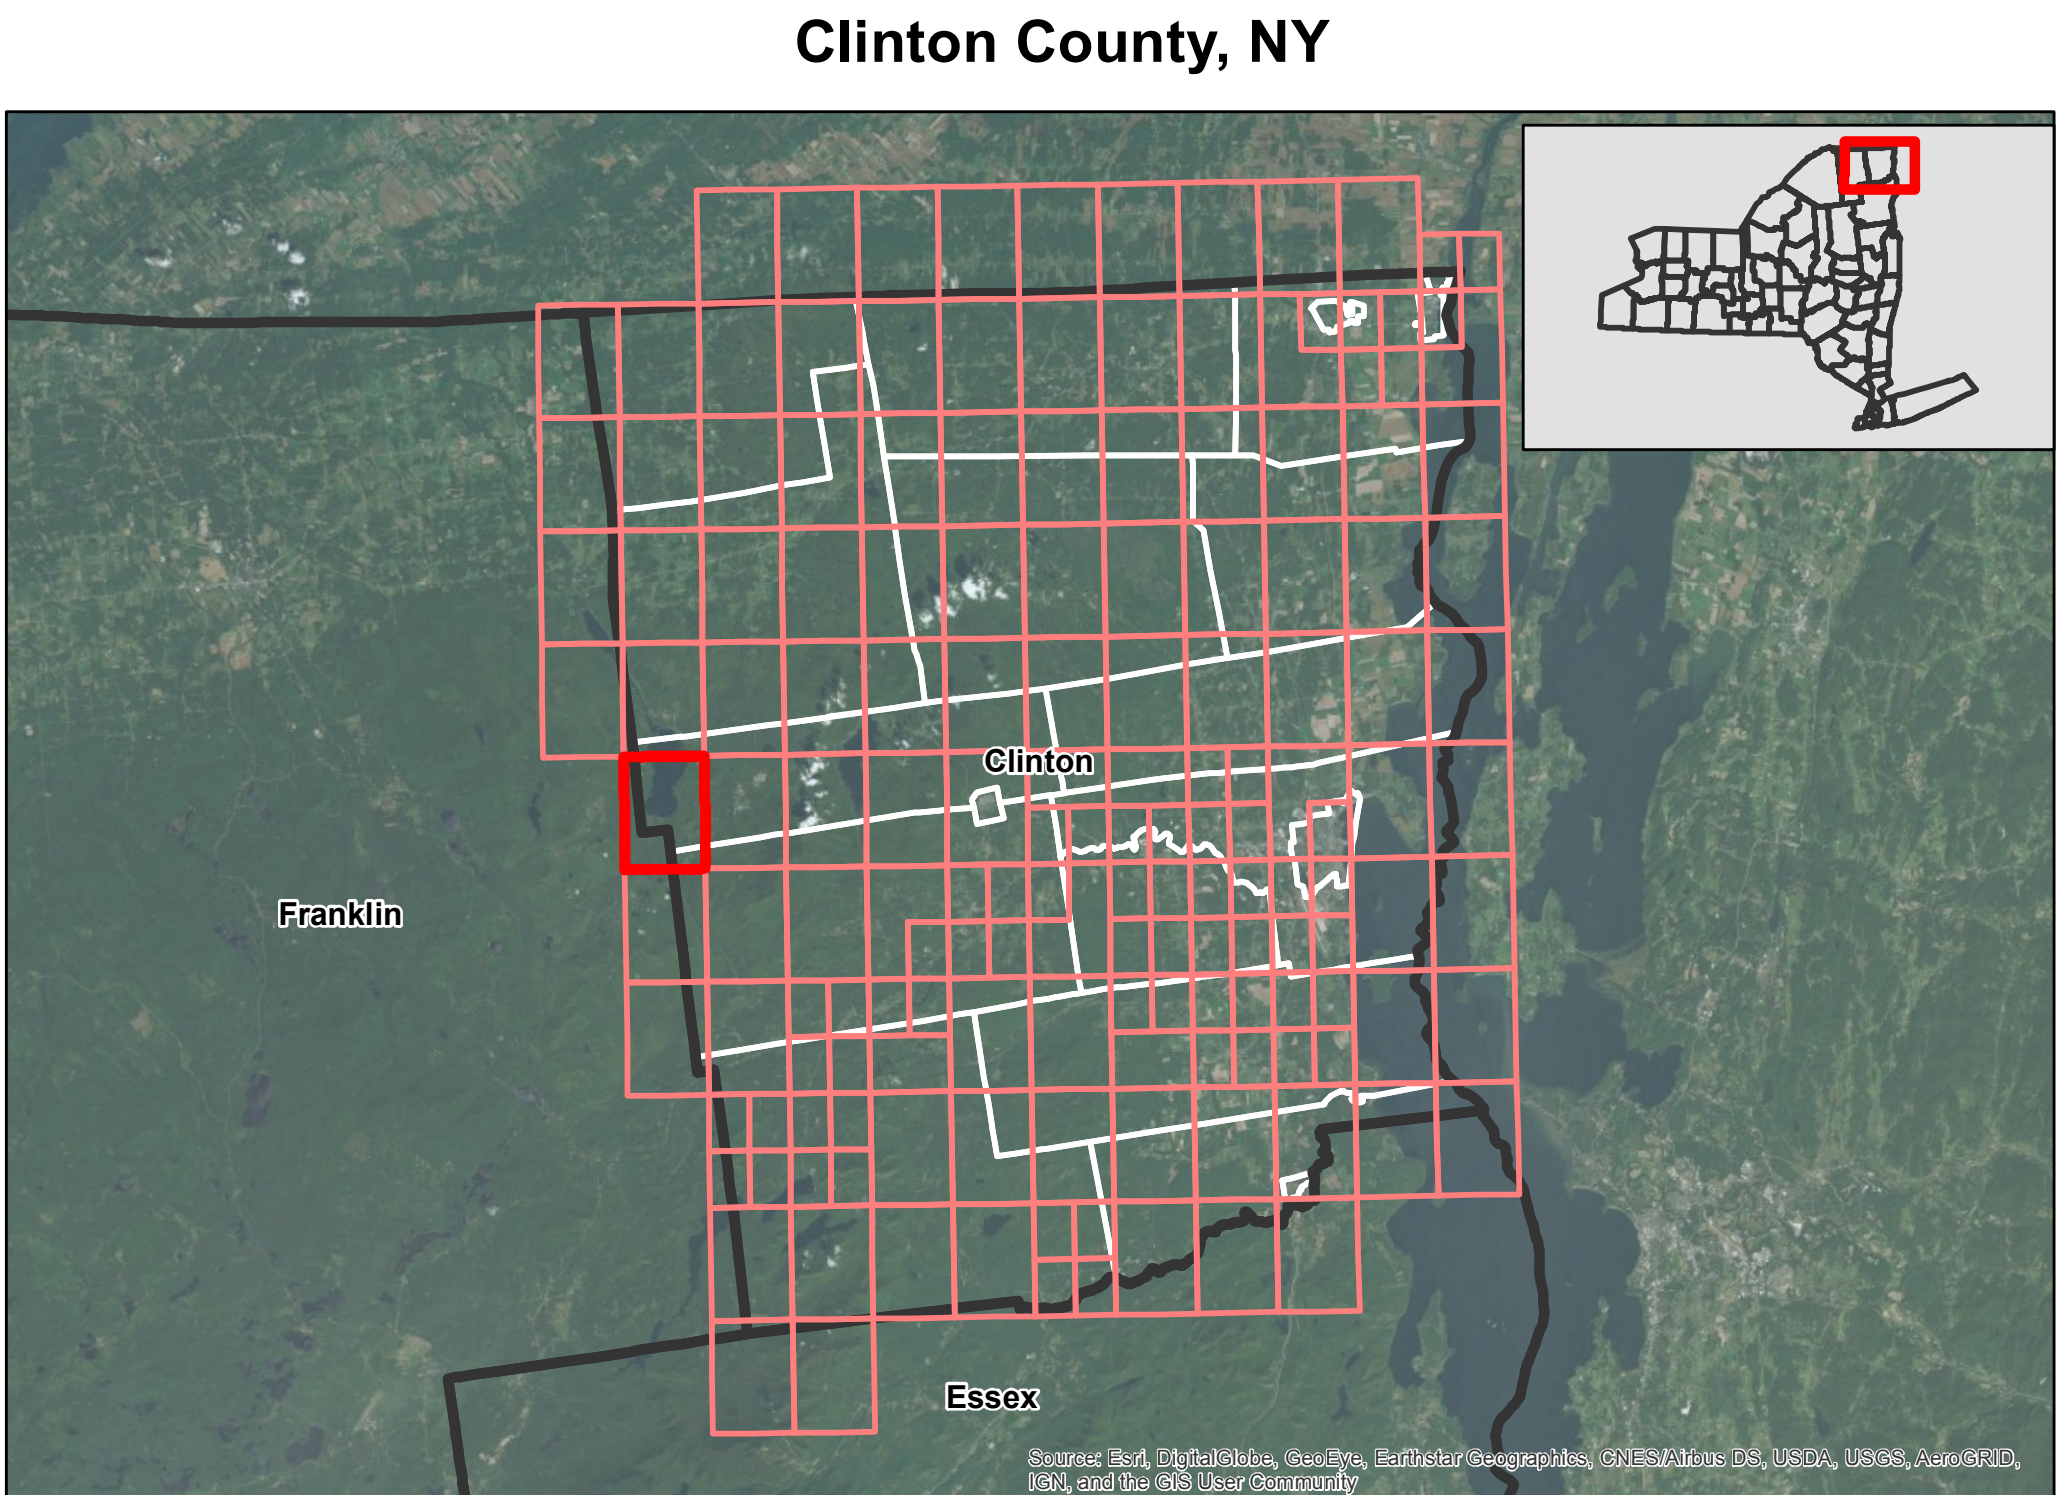 Clinton County, NY
Clinton
Franklin
Essex
Source: Esri, DigitalGlobe, GeoEye, Earthstar Geographics, CNES/Airbus DS, USDA, USGS, AeroGRID,
IGN, and the GIS User Community